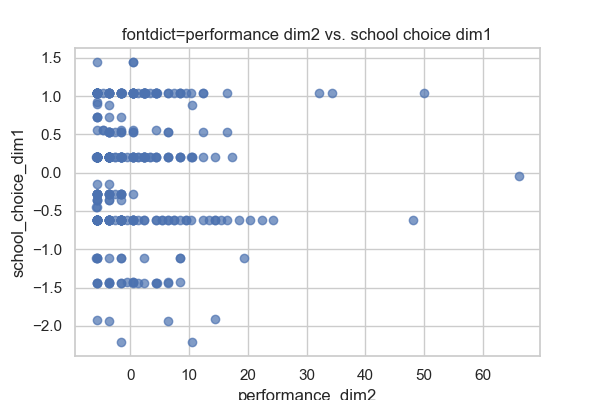 fontdict=performance dim2 vs. school choice dim1
1.5
1.0
0.5
0.0
−0.5
−1.0
−1.5
−2.0
school_choice_dim1
0 10 20 30 40 50 60
performance_dim2